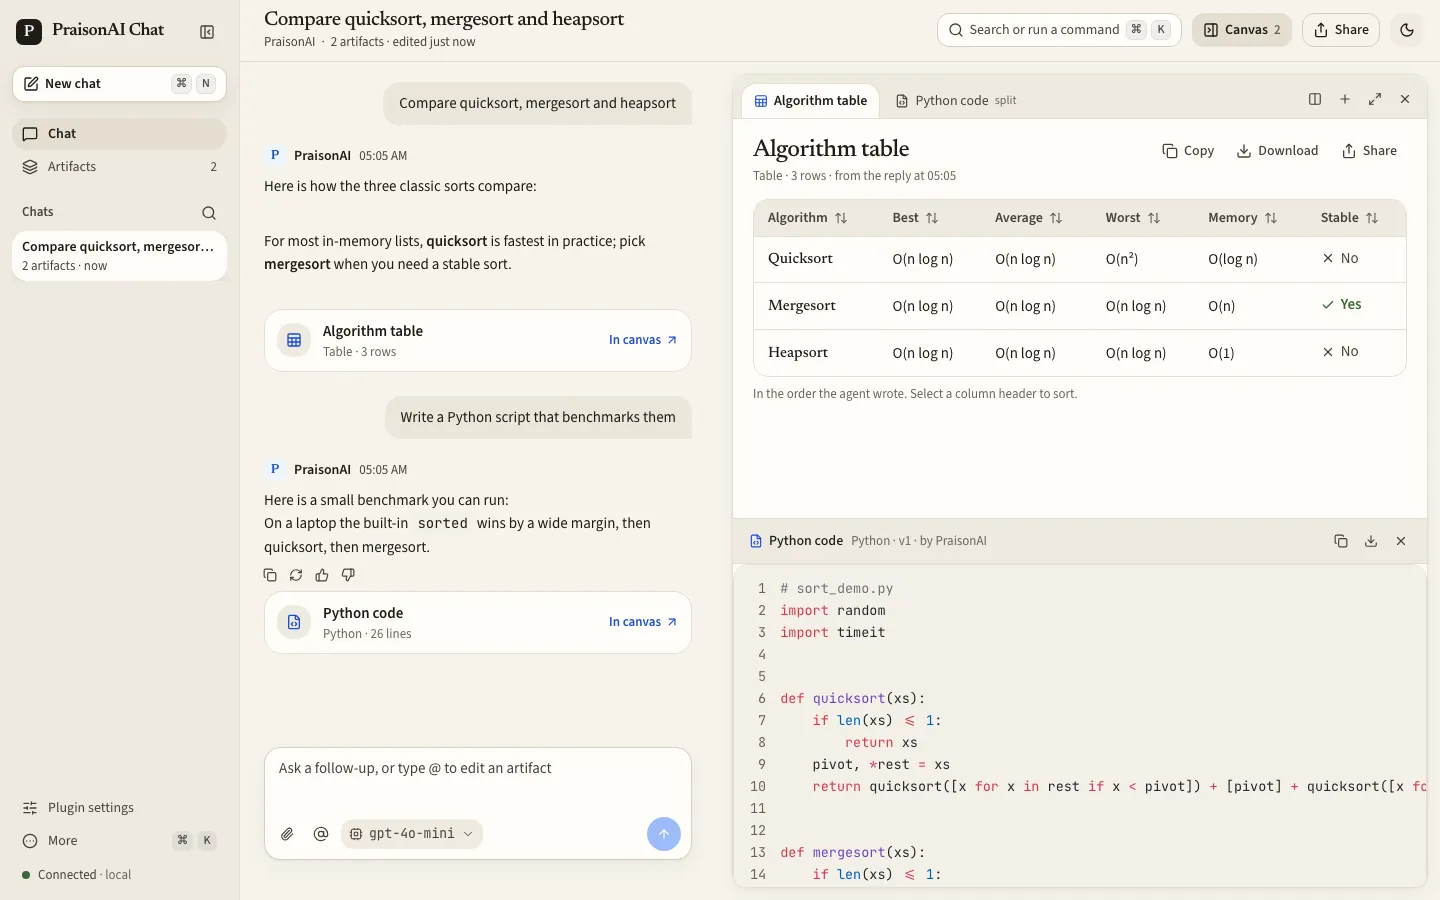 P PraisonAI Chat
New chat ⌘ N
Chat
Artifacts 2
Chats
Compare quicksort, mergesor...
2 artifacts · now
Plugin settings
More ⌘ K
Connected · local
Compare quicksort, mergesort and heapsort
PraisonAI · 2 artifacts · edited just now
Search or run a command ⌘ K
Canvas 2
Share
Compare quicksort, mergesort and heapsort
P PraisonAI 05:05 AM
Here is how the three classic sorts compare:
For most in-memory lists, quicksort is fastest in practice; pick
mergesort when you need a stable sort.
Algorithm table
Table · 3 rows
In canvas
Write a Python script that benchmarks them
P PraisonAI 05:05 AM
Here is a small benchmark you can run:
On a laptop the built-in sorted wins by a wide margin, then
quicksort, then mergesort.
Python code
Python · 26 lines
In canvas
Ask a follow-up, or type @ to edit an artifact
gpt-4o-mini
Algorithm table
Python code split
Algorithm table
Table · 3 rows · from the reply at 05:05
Copy Download Share
Algorithm Best Average Worst Memory Stable
Quicksort O(n log n) O(n log n) O(n²) O(log n) No
Mergesort O(n log n) O(n log n) O(n log n) O(n) Yes
Heapsort O(n log n) O(n log n) O(n log n) O(1) No
In the order the agent wrote. Select a column header to sort.
Python code Python · v1 · by PraisonAI
1 # sort_demo.py
2 import random
3 import timeit
4
5
6 def quicksort(xs):
7     if len(xs) <= 1:
8         return xs
9     pivot, *rest = xs
10     return quicksort([x for x in rest if x < pivot]) + [pivot] + quicksort([x fo
11
12
13 def mergesort(xs):
14     if len(xs) <= 1: